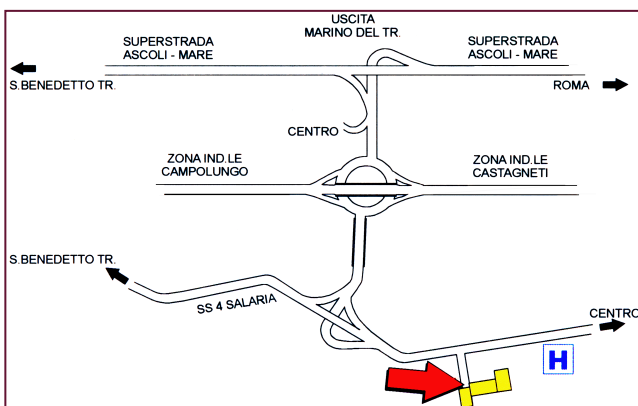 USCITA
MARINO DEL TR.
SUPERSTRADA
ASCOLI - MARE
SUPERSTRADA
ASCOLI - MARE
S.BENEDETTO TR.
ROMA
CENTRO
ZONA IND.LE
CAMPOLUNGO
ZONA IND.LE
CASTAGNETI
S.BENEDETTO TR.
SS 4 SALARIA
CENTRO
H